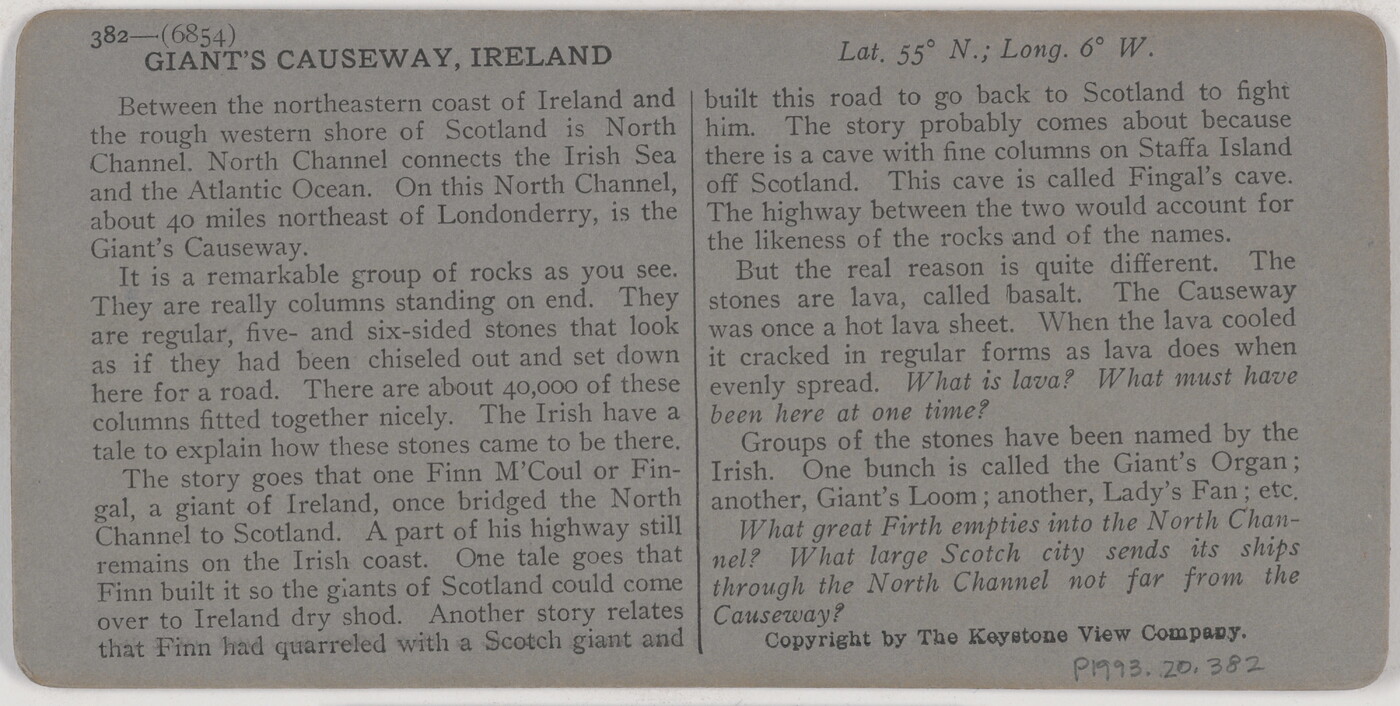 382—(6854)
GIANT'S CAUSEWAY, IRELAND
Between the northeastern coast of Ireland and
the rough western shore of Scotland is North
Channel. North Channel connects the Irish Sea
and the Atlantic Ocean. On this North Channel,
about 40 miles northeast of Londonderry, is the
Giant's Causeway.
It is a remarkable group of rocks as you see.
They are really columns standing on end. They
are regular, five- and six-sided stones that look
as if they had been chiseled out and set down
here for a road. There are about 40,000 of these
columns fitted together nicely. The Irish have a
tale to explain how these stones came to be there.
The story goes that one Finn M'Coul or Fin-
gal, a giant of Ireland, once bridged the North
Channel to Scotland. A part of his highway still
remains on the Irish coast. One tale goes that
Finn built it so the giants of Scotland could come
over to Ireland dry shod. Another story relates
that Finn had quarreled with a Scotch giant and
Lat. 55° N.; Long. 6° W.
built this road to go back to Scotland to fight
him. The story probably comes about because
there is a cave with fine columns on Staffa Island
off Scotland. This cave is called Fingal's cave.
The highway between the two would account for
the likeness of the rocks and of the names.
But the real reason is quite different. The
stones are lava, called basalt. The Causeway
was once a hot lava sheet. When the lava cooled
it cracked in regular forms as lava does when
evenly spread. What is lava? What must have
been here at one time?
Groups of the stones have been named by the
Irish. One bunch is called the Giant's Organ;
another, Giant's Loom; another, Lady's Fan; etc.
What great Firth empties into the North Chan-
nel? What large Scotch city sends its ships
through the North Channel not far from the
Causeway?
Copyright by The Keystone View Company.
P1993.20.382